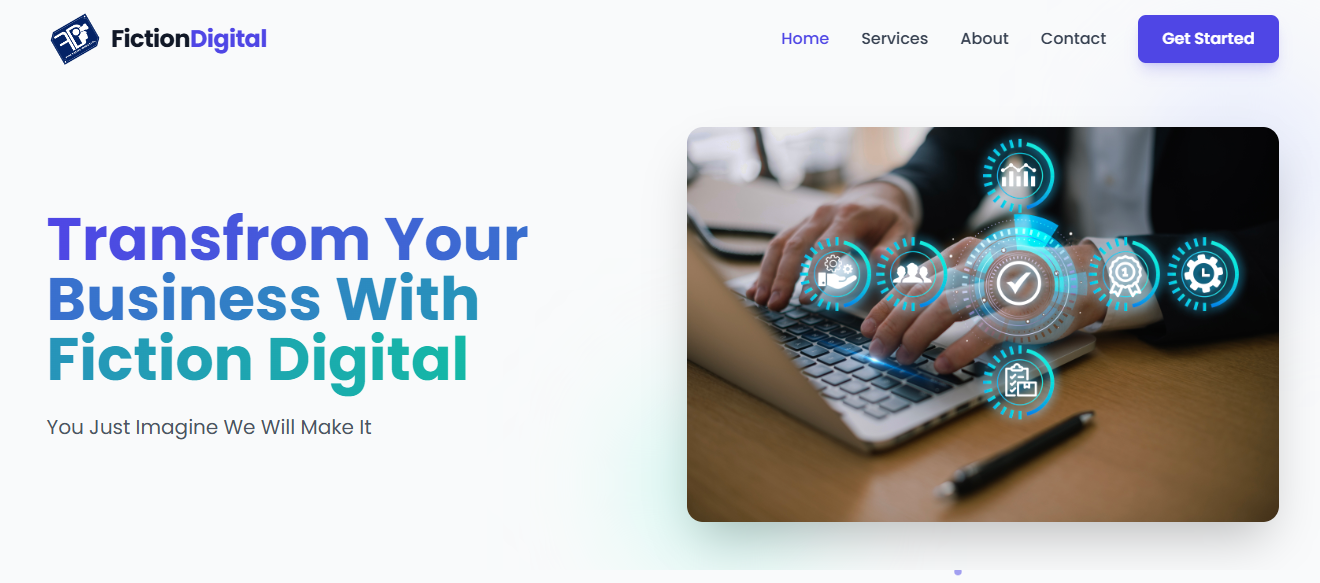 FictionDigital
Home Services About Contact Get Started
Transfrom Your
Business With
Fiction Digital
You Just Imagine We Will Make It